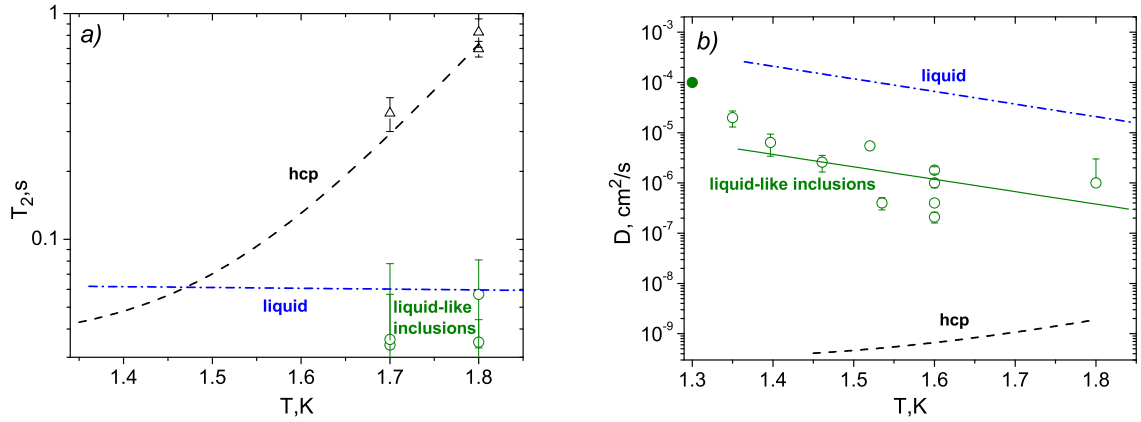 a)
1
0.1
T₂,s
hcp
liquid
liquid-like
inclusions
1.4
1.5
1.6
1.7
1.8
T,K
b)
10⁻³
10⁻⁴
10⁻⁵
10⁻⁶
10⁻⁷
10⁻⁸
10⁻⁹
D, cm²/s
liquid
liquid-like inclusions
hcp
1.3
1.4
1.5
1.6
1.7
1.8
T,K